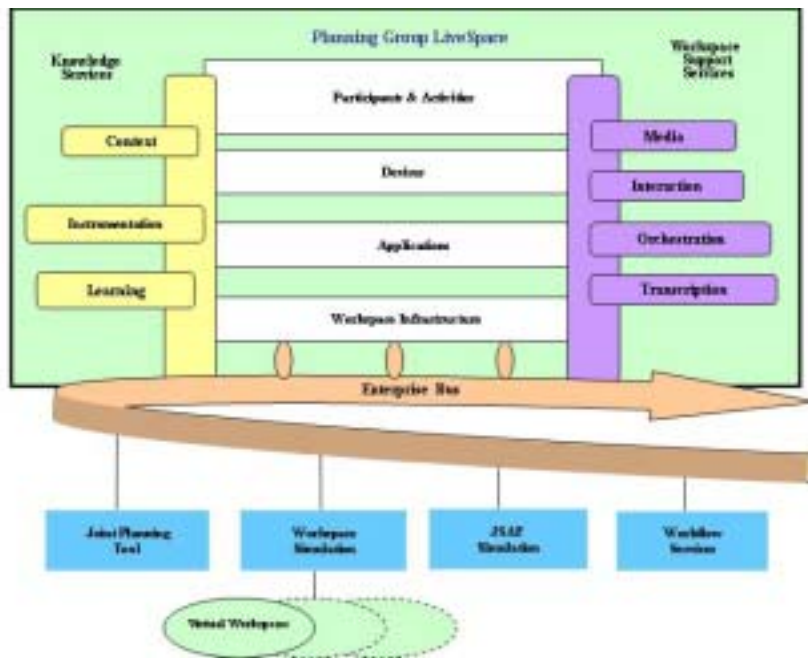 Planning Group LiveSpace
Knowledge
Services
Workspace
Support
Services
Participants & Activities
Context
Media
Devices
Interaction
Instrumentation
Orchestration
Applications
Learning
Transcription
Workspace Infrastructure
Enterprise Bus
Joint Planning
Tool
Workspace
Simulation
JSAF
Simulation
Workflow
Services
Virtual Workspace